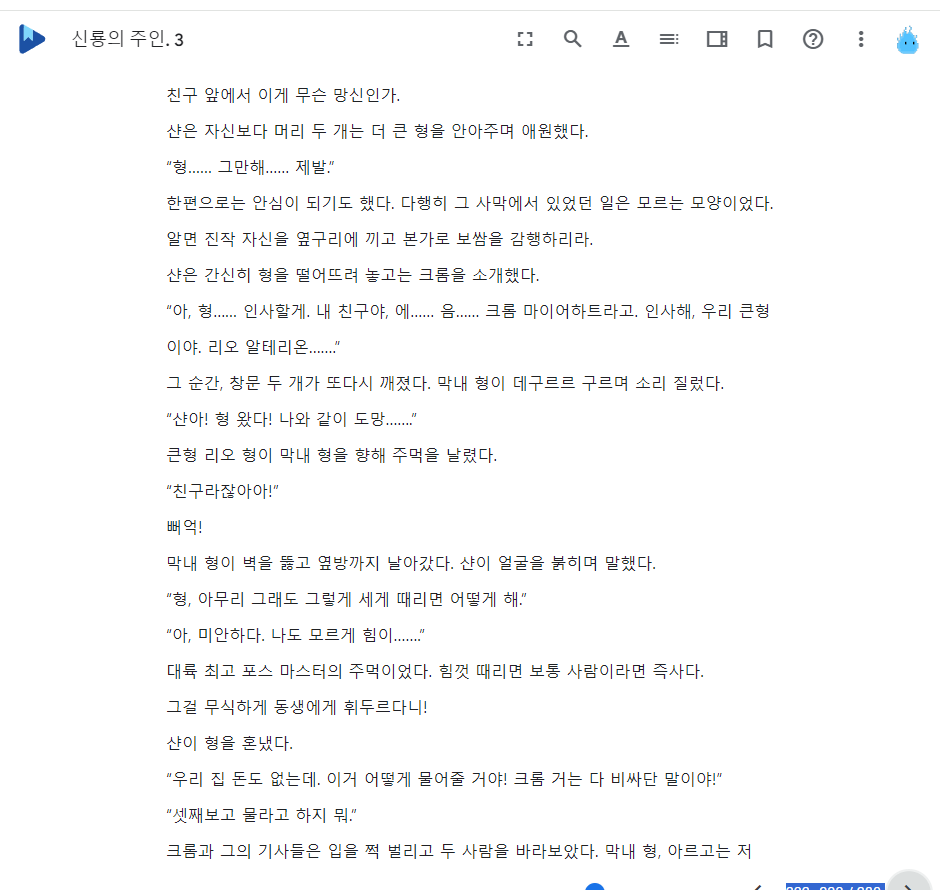 신룡의 주인. 3
친구 앞에서 이게 무슨 망신인가.
샨은 자신보다 머리 두 개는 더 큰 형을 안아주며 애원했다.
“형…… 그만해…… 제발.”
한편으로는 안심이 되기도 했다. 다행히 그 사막에서 있었던 일은 모르는 모양이었다.
알면 진작 자신을 옆구리에 끼고 본가로 보쌈을 감행하리라.
샨은 간신히 형을 떨어뜨려 놓고는 크롬을 소개했다.
“아, 형…… 인사할게. 내 친구야, 에…… 음…… 크롬 마이어하트라고. 인사해, 우리 큰형
이야. 리오 알테리온…….”
그 순간, 창문 두 개가 또다시 깨졌다. 막내 형이 데구르르 구르며 소리 질렀다.
“샨아! 형 왔다! 나와 같이 도망…….”
큰형 리오 형이 막내 형을 향해 주먹을 날렸다.
“친구라잖아아!”
뻐억!
막내 형이 벽을 뚫고 옆방까지 날아갔다. 샨이 얼굴을 붉히며 말했다.
“형, 아무리 그래도 그렇게 세게 때리면 어떻게 해.”
“아, 미안하다. 나도 모르게 힘이…….”
대륙 최고 포스 마스터의 주먹이었다. 힘껏 때리면 보통 사람이라면 즉사다.
그걸 무식하게 동생에게 휘두르다니!
샨이 형을 혼냈다.
“우리 집 돈도 없는데. 이거 어떻게 물어줄 거야! 크롬 거는 다 비싸단 말이야!”
“셋째보고 물라고 하지 뭐.”
크롬과 그의 기사들은 입을 쩍 벌리고 두 사람을 바라보았다. 막내 형, 아르고는 저